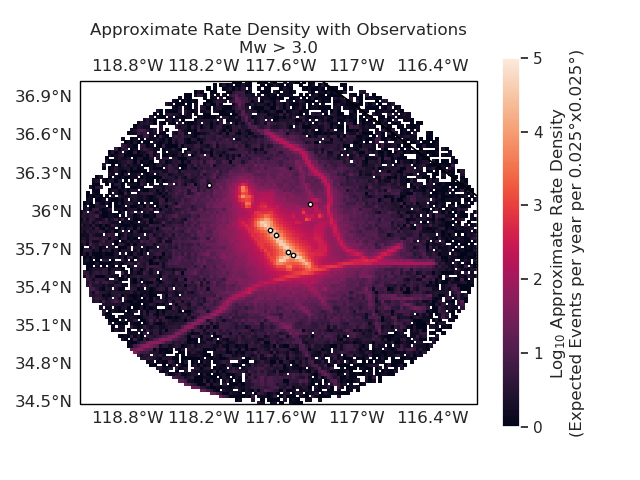 Approximate Rate Density with Observations
Mw > 3.0
118.8°W 118.2°W 117.6°W 117°W 116.4°W
36.9°N
36.6°N
36.3°N
36°N
35.7°N
35.4°N
35.1°N
34.8°N
34.5°N
118.8°W 118.2°W 117.6°W 117°W 116.4°W
5
4
3
2
1
0
Log₁₀ Approximate Rate Density
(Expected Events per year per 0.025°x0.025°)